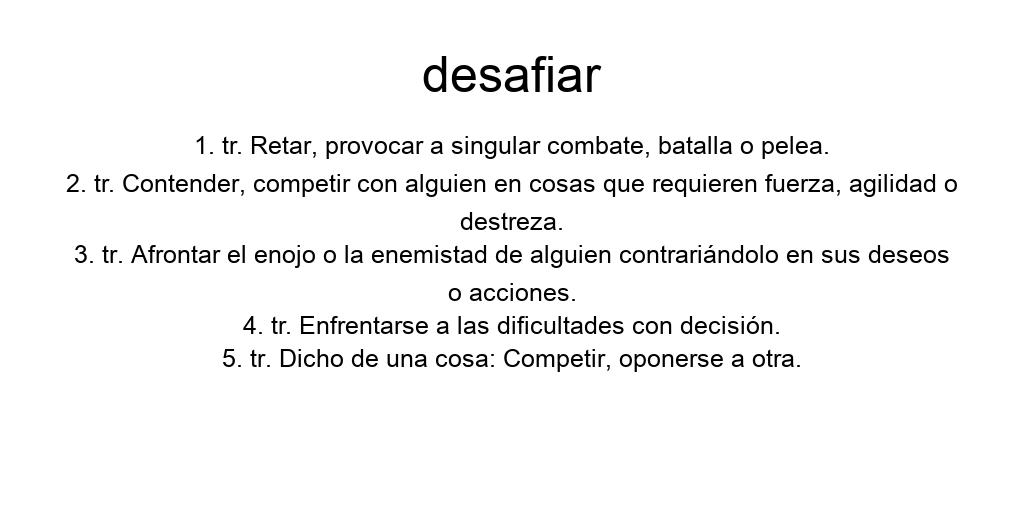 desafiar
1. tr. Retar, provocar a singular combate, batalla o pelea.
2. tr. Contender, competir con alguien en cosas que requieren fuerza, agilidad o
destreza.
3. tr. Afrontar el enojo o la enemistad de alguien contrariándolo en sus deseos
o acciones.
4. tr. Enfrentarse a las dificultades con decisión.
5. tr. Dicho de una cosa: Competir, oponerse a otra.